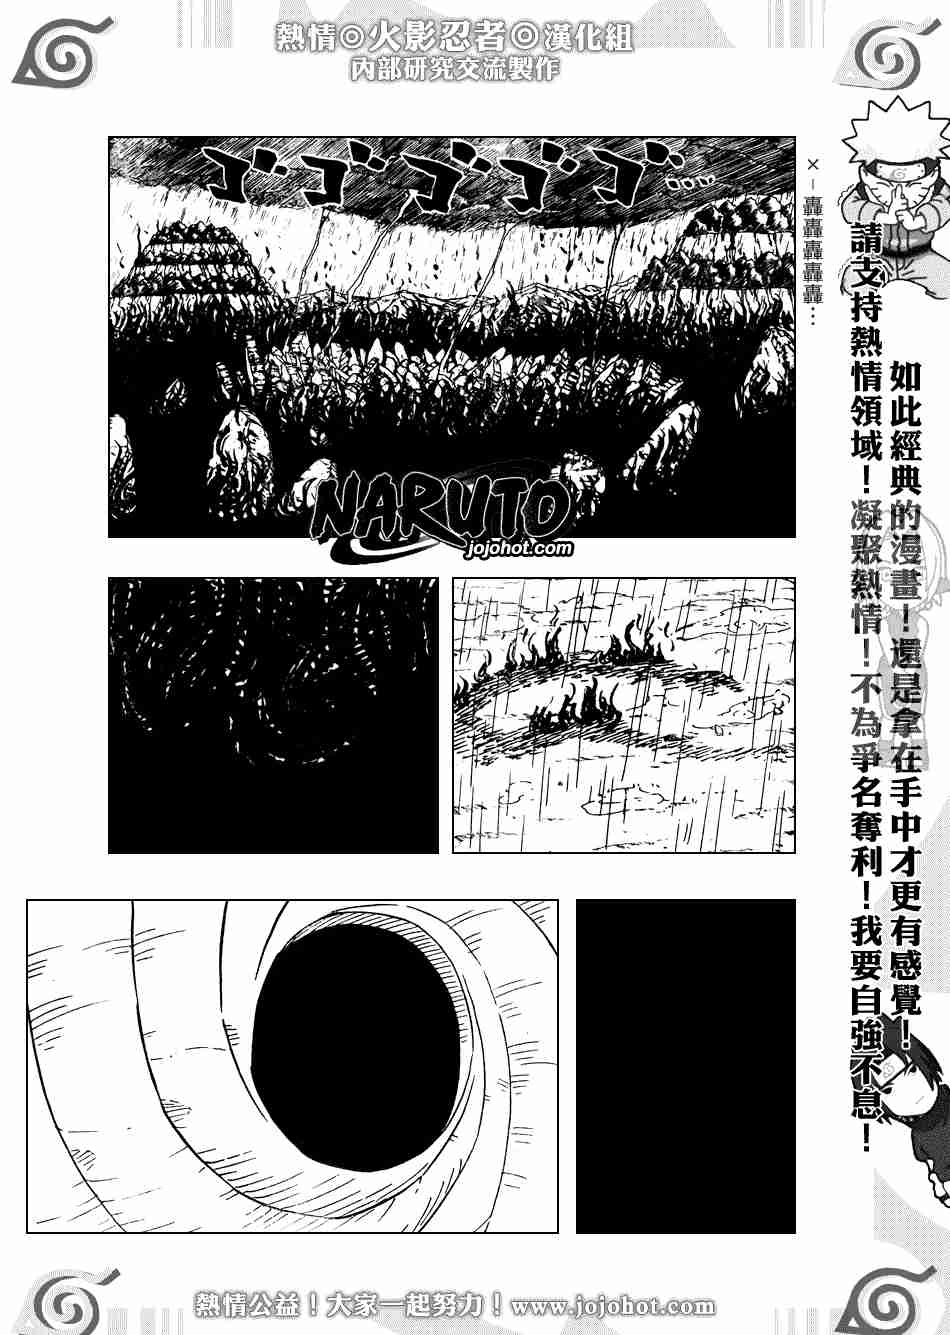 熱情◎火影忍者◎漢化組
內部研究交流製作
ゴゴゴゴゴ…
×－轟轟轟轟轟…
如此經典的漫畫！還是拿在手中才更有感覺！
請支持熱情領域！凝聚熱情！不為爭名奪利！我要自強不息！
NARUTO
jojohot.com
熱情公益！大家一起努力！www.jojohot.com